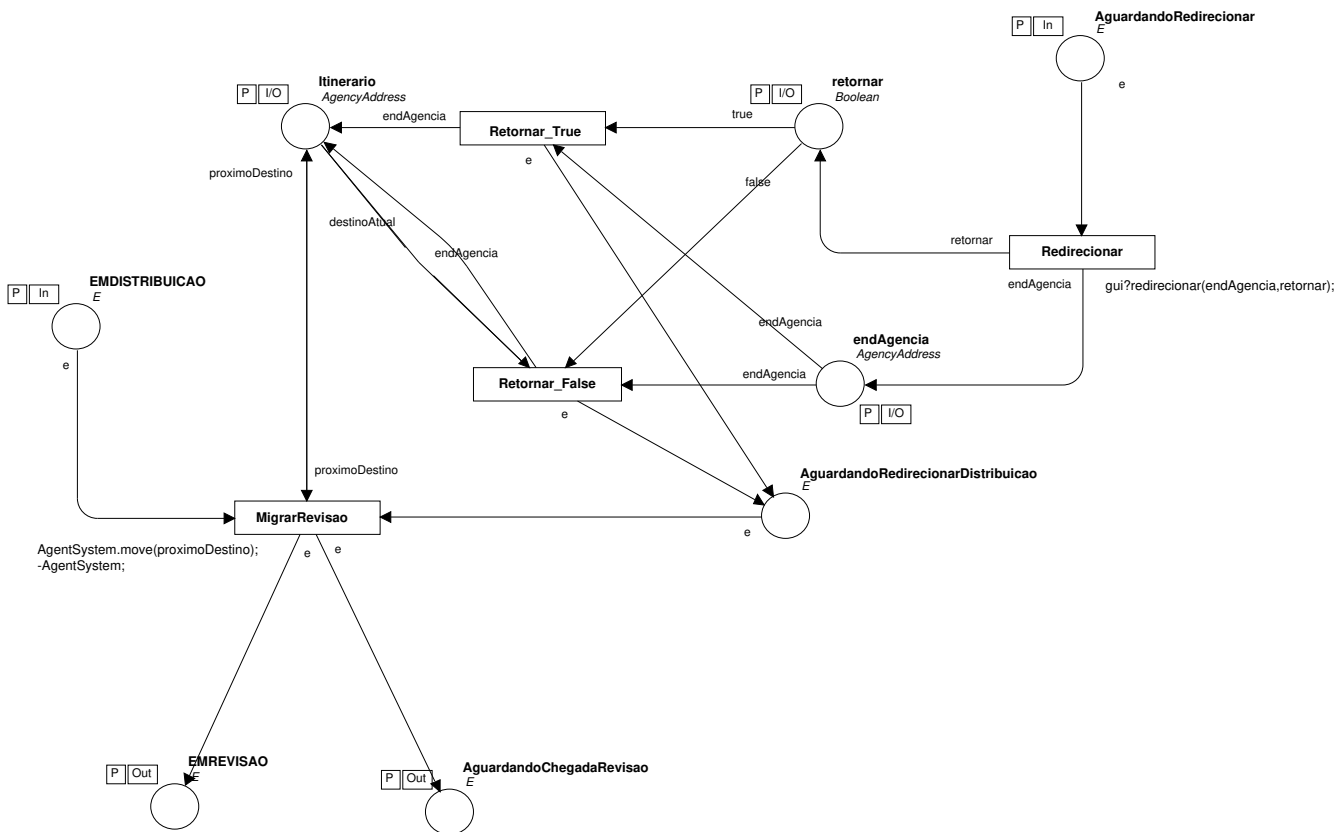 AguardandoRedirecionar
P In
E
e
Itinerario
P I/O
AgencyAddress
retornar
P I/O
Boolean
endAgencia
true
Retornar_True
e
proximoDestino
false
destinoAtual
endAgencia
retornar
Redirecionar
endAgencia
gui?redirecionar(endAgencia,retornar);
EMDISTRIBUICAO
P In
E
e
endAgencia
endAgencia
AgencyAddress
endAgencia
Retornar_False
e
P I/O
proximoDestino
AguardandoRedirecionarDistribuicao
E
MigrarRevisao
e
e
e
AgentSystem.move(proximoDestino);
-AgentSystem;
EMREVISAO
P Out
E
AguardandoChegadaRevisao
P Out
E